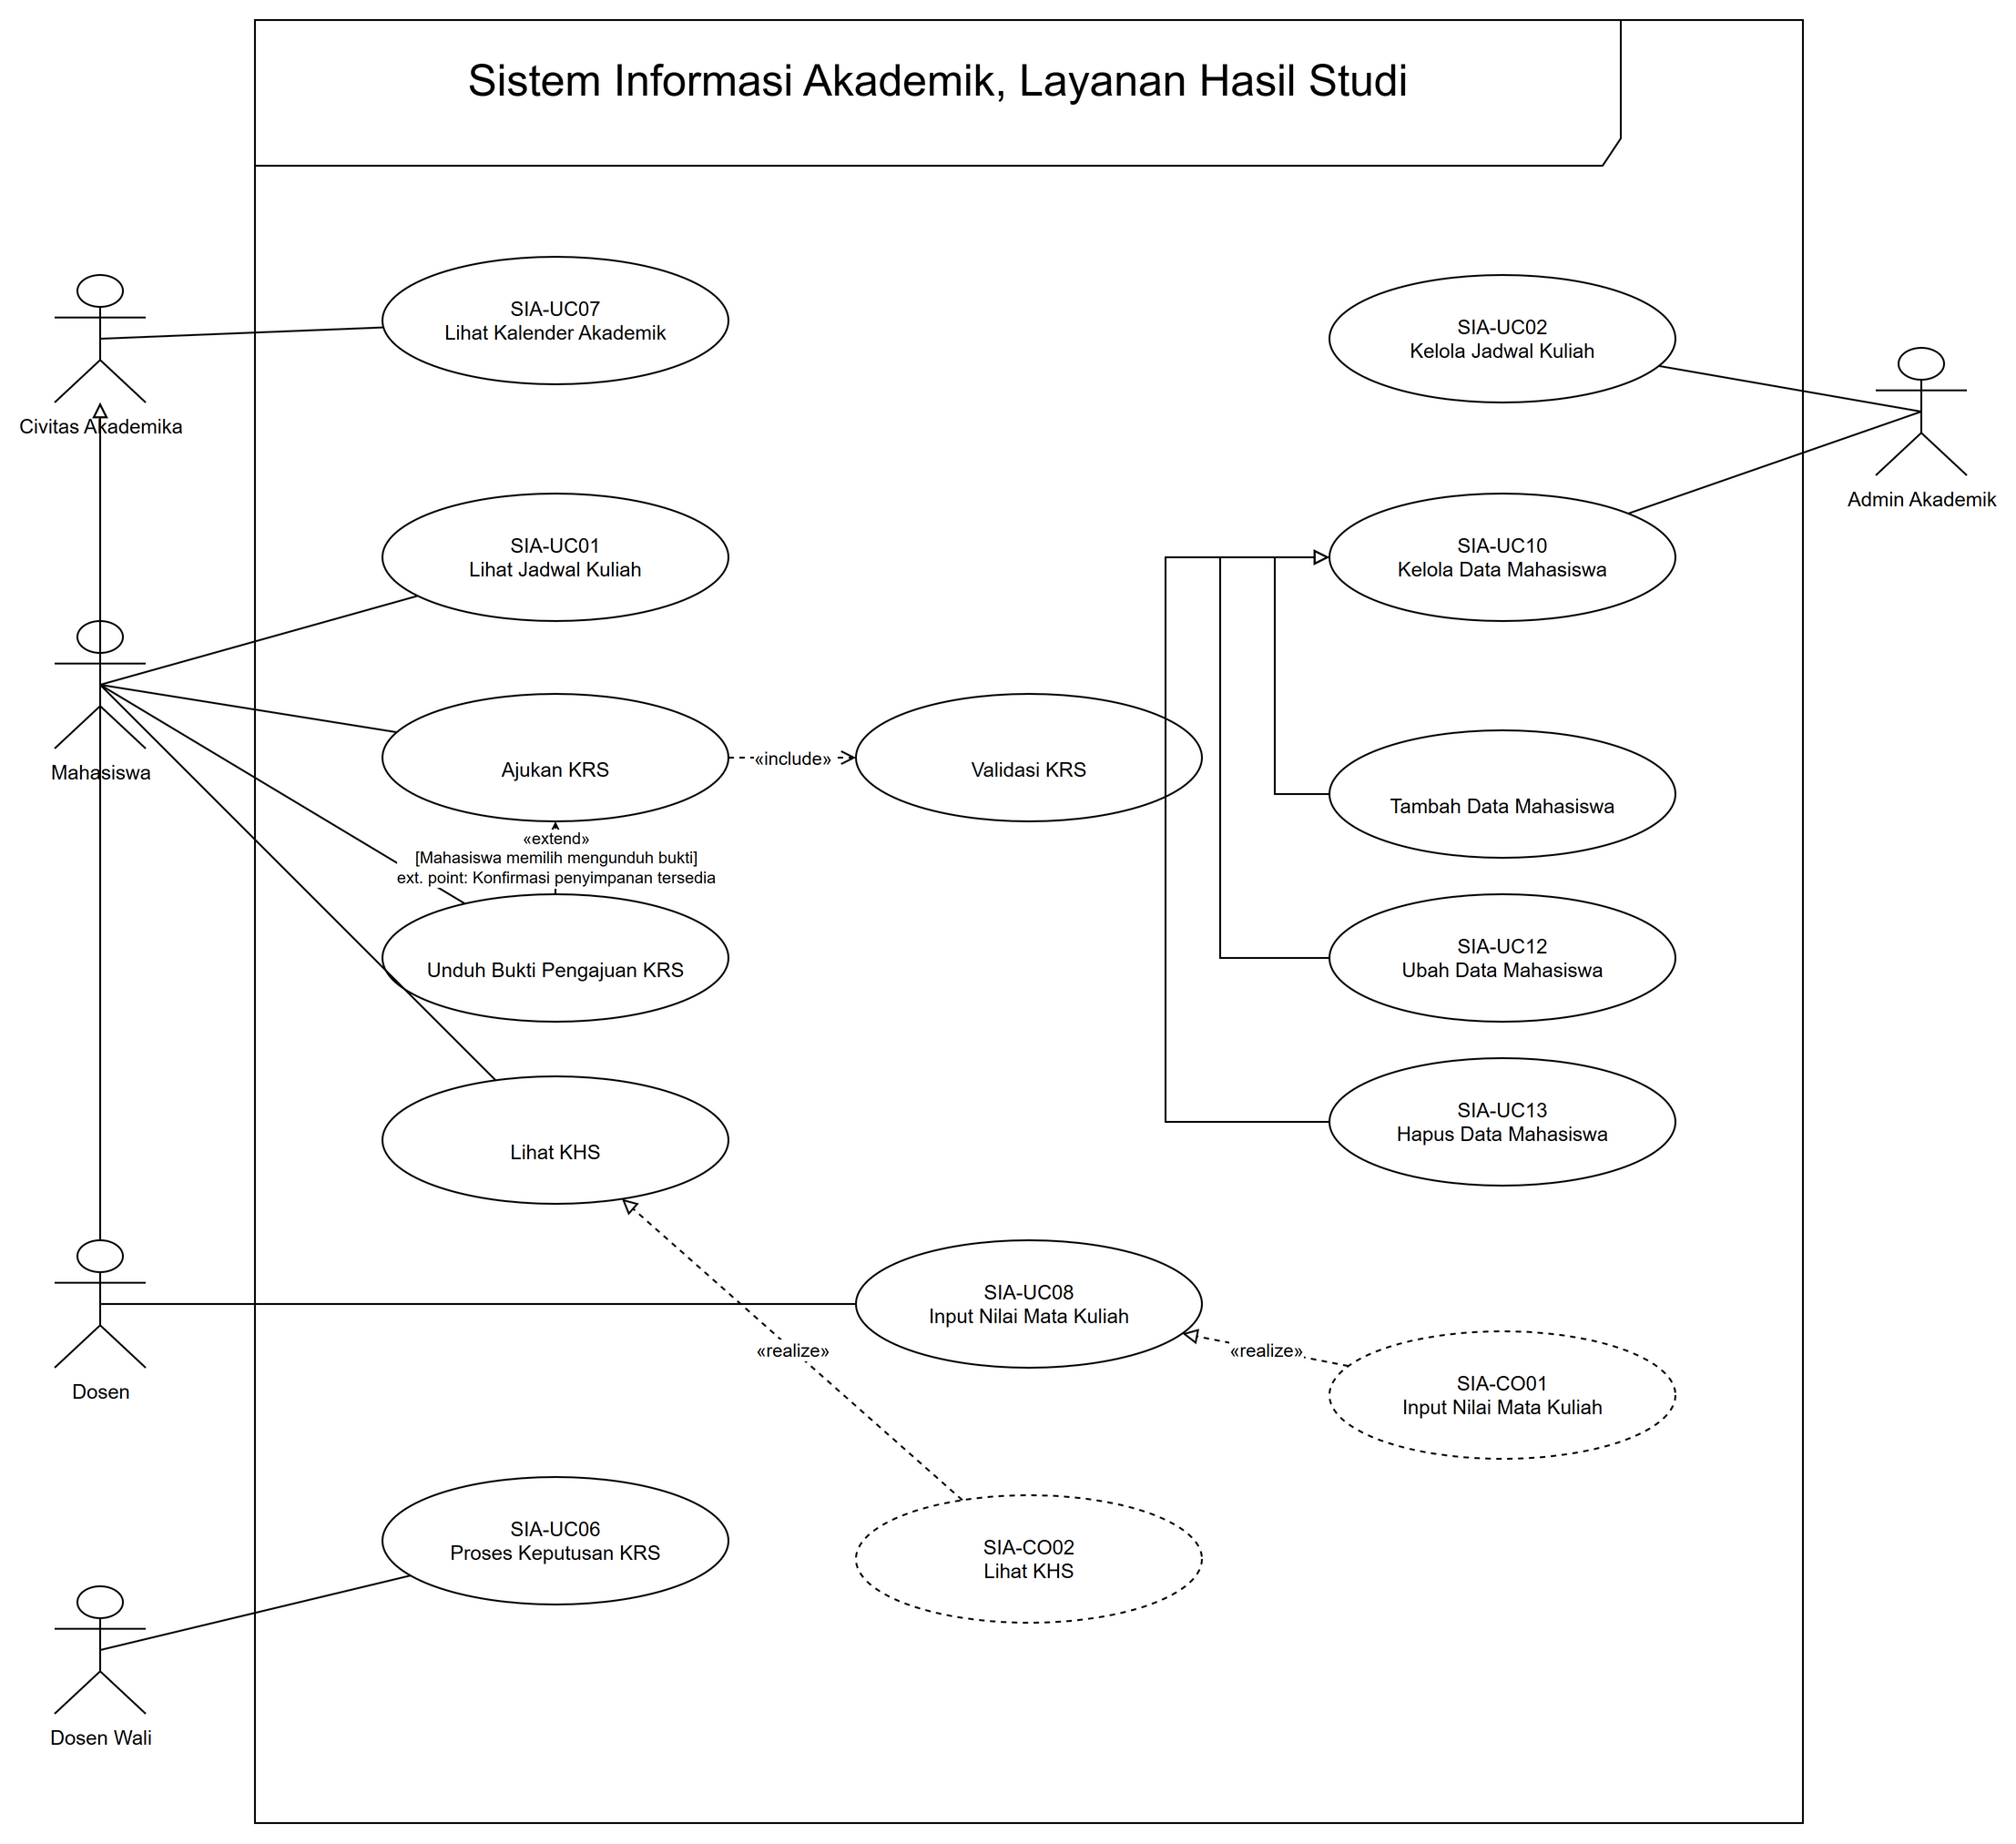 Sistem Informasi Akademik, Layanan Hasil Studi
SIA-UC07
Lihat Kalender Akademik
SIA-UC02
Kelola Jadwal Kuliah
Civitas Akademika
Admin Akademik
SIA-UC01
Lihat Jadwal Kuliah
SIA-UC10
Kelola Data Mahasiswa
Mahasiswa
Ajukan KRS
«include»
Validasi KRS
Tambah Data Mahasiswa
«extend»
[Mahasiswa memilih mengunduh bukti]
ext. point: Konfirmasi penyimpanan tersedia
Unduh Bukti Pengajuan KRS
SIA-UC12
Ubah Data Mahasiswa
Lihat KHS
SIA-UC13
Hapus Data Mahasiswa
Dosen
SIA-UC08
Input Nilai Mata Kuliah
«realize»
«realize»
SIA-CO01
Input Nilai Mata Kuliah
SIA-UC06
Proses Keputusan KRS
SIA-CO02
Lihat KHS
Dosen Wali